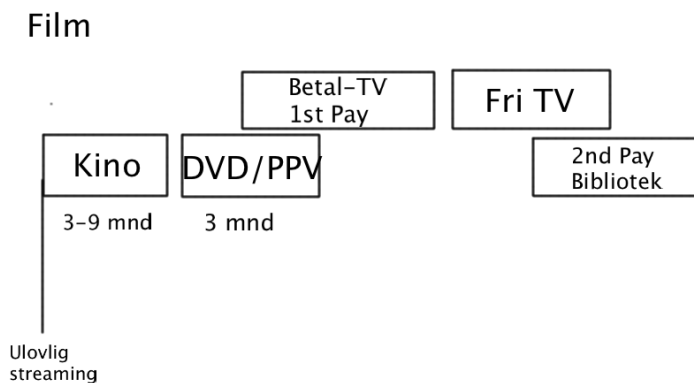 Film
Betal-TV
1st Pay
Fri TV
Kino
DVD/PPV
2nd Pay
Bibliotek
3-9 mnd
3 mnd
Ulovlig
streaming